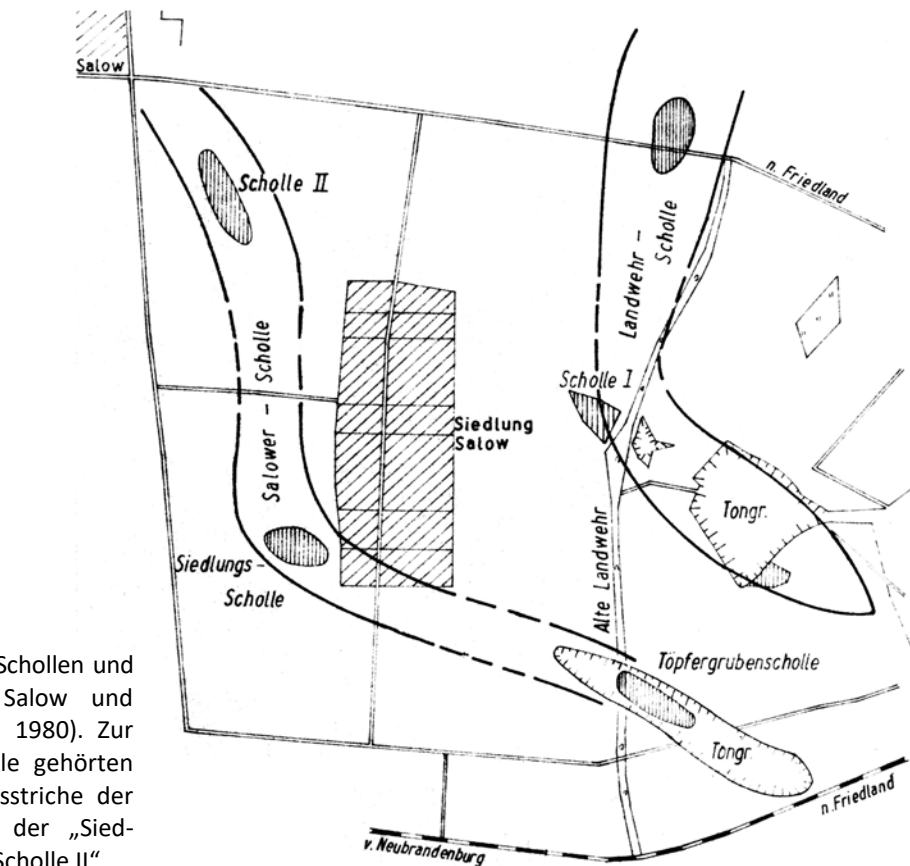 Salow
Scholle II
n. Friedland
Landwehr –
Scholle
Salower – Scholle
Scholle I
Siedlung
Salow
Tongr.
Siedlungs –
Scholle
Alte Landwehr
Töpfergrubenscholle
Tongr.
n. Friedland
v. Neubrandenburg
Schollen und
Salow und
1980). Zur
le gehörten
sstriche der
der „Sied-
Scholle II“